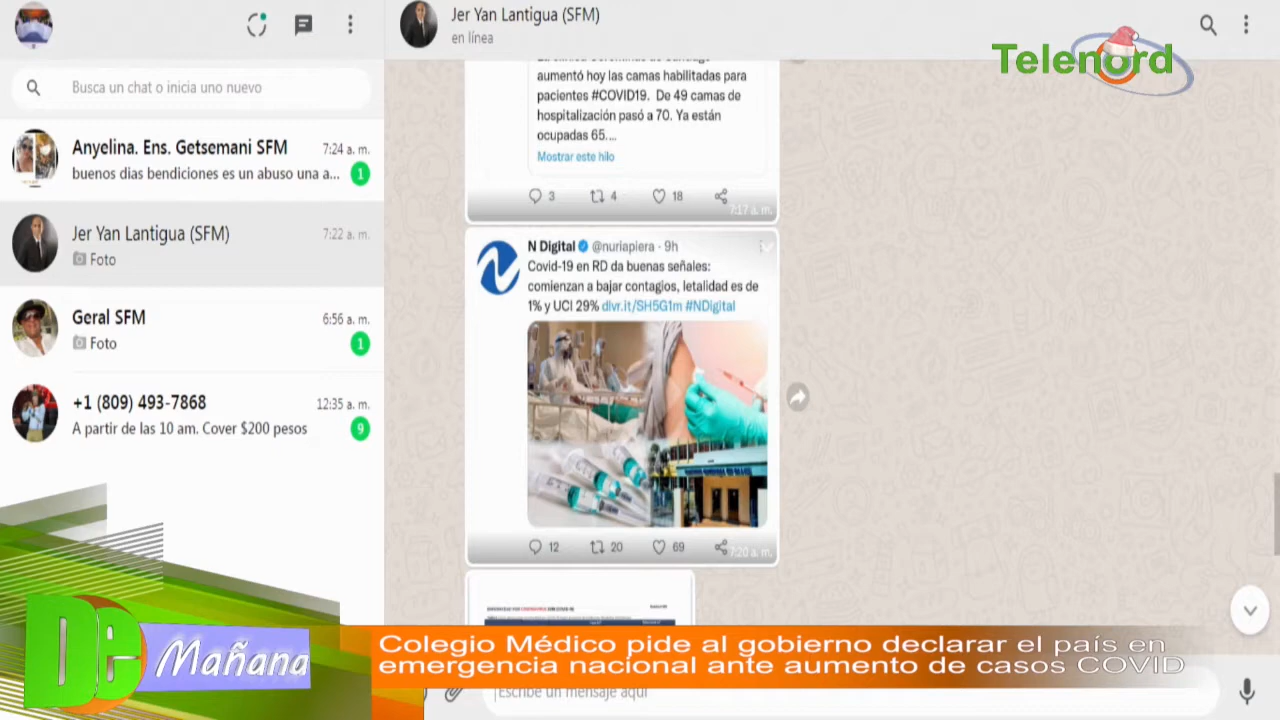 Jer Yan Lantigua (SFM)
en línea
Telenord
Busca un chat o inicia uno nuevo
Anyelina. Ens. Getsemani SFM
7:24 a. m.
buenos dias bendiciones es un abuso una a...
1
Jer Yan Lantigua (SFM)
7:22 a. m.
Foto
Geral SFM
6:56 a. m.
Foto
1
+1 (809) 493-7868
12:35 a. m.
A partir de las 10 am. Cover $200 pesos
9
aumentó hoy las camas habilitadas para
pacientes #COVID19. De 49 camas de
hospitalización pasó a 70. Ya están
ocupadas 65....
Mostrar este hilo
3 4 18
7:17 a. m.
N Digital @nuriapiera · 9h
Covid-19 en RD da buenas señales:
comienzan a bajar contagios, letalidad es de
1% y UCI 29% dlvr.it/SH5G1m #NDigital
12 20 69
7:20 a. m.
De Mañana
Colegio Médico pide al gobierno declarar el país en
emergencia nacional ante aumento de casos COVID
Escribe un mensaje aquí